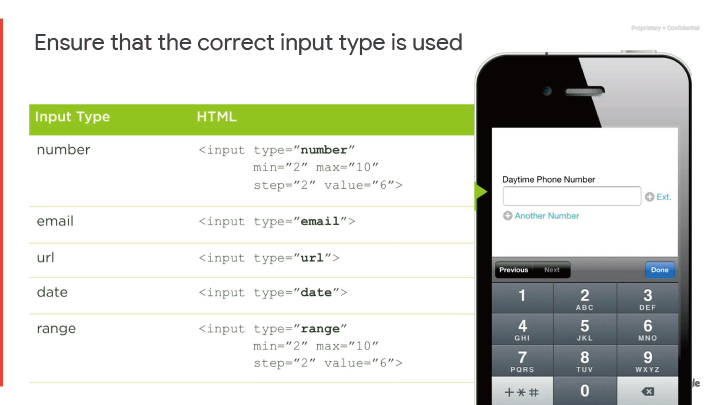 Proprietary + Confidential
Ensure that the correct input type is used
Input Type HTML
number <input type=”number”
min=”2” max=”10”
step=”2” value=”6”>
email <input type=”email”>
url <input type=”url”>
date <input type=”date”>
range <input type=”range”
min=”2” max=”10”
step=”2” value=”6”>
Daytime Phone Number
Ext.
Another Number
Previous Next Done
1 2 3
ABC DEF
4 5 6
GHI JKL MNO
7 8 9
PQRS TUV WXYZ
+*# 0